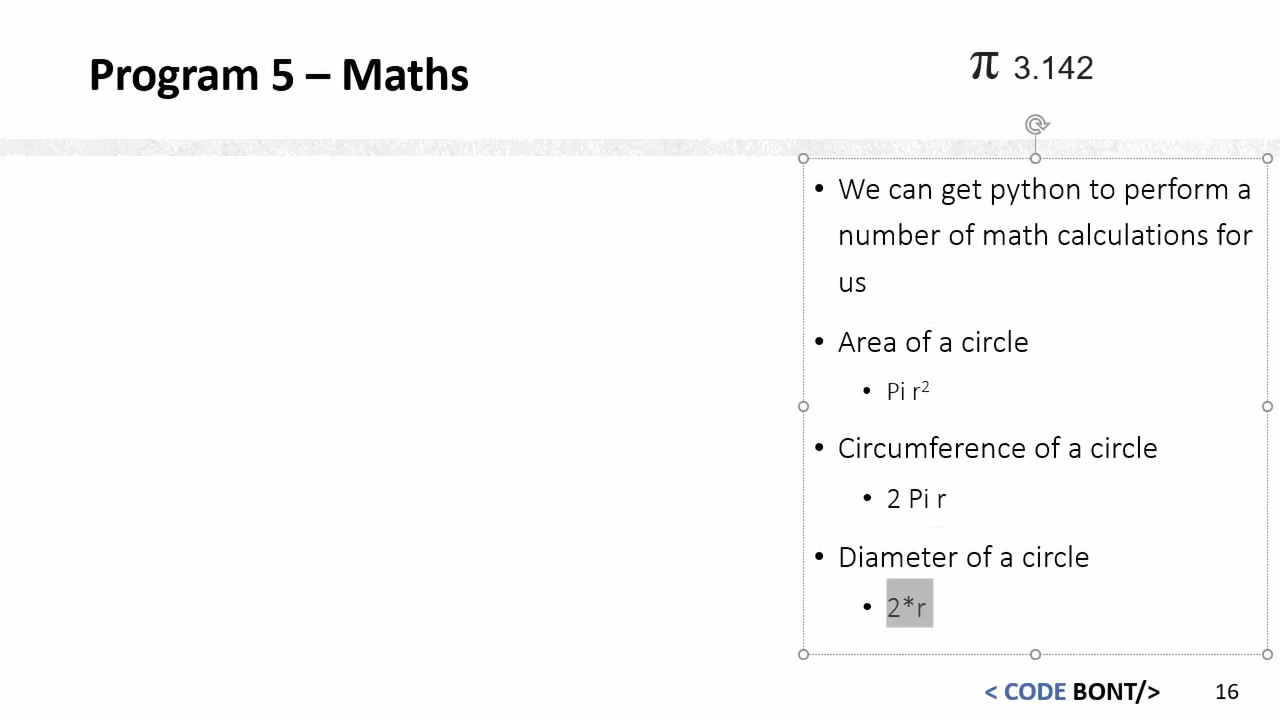 Program 5 – Maths
π 3.142
• We can get python to perform a
number of math calculations for
us
• Area of a circle
• Pi r²
• Circumference of a circle
• 2 Pi r
• Diameter of a circle
• 2*r
< CODE BONT/>
16